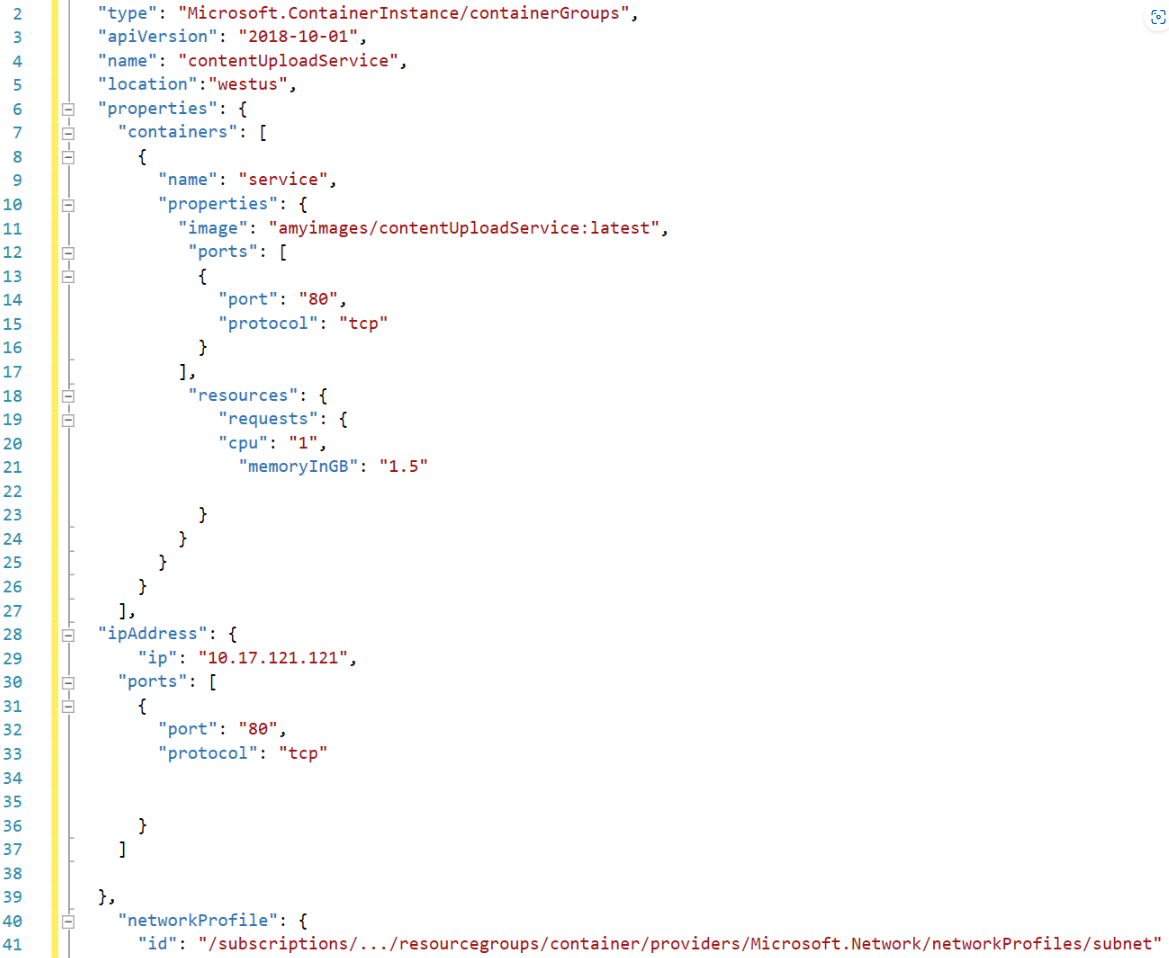 2 "type": "Microsoft.ContainerInstance/containerGroups",
3 "apiVersion": "2018-10-01",
4 "name": "contentUploadService",
5 "location":"westus",
6 "properties": {
7 "containers": [
8 {
9 "name": "service",
10 "properties": {
11 "image": "amyimages/contentUploadService:latest",
12 "ports": [
13 {
14 "port": "80",
15 "protocol": "tcp"
16 }
17 ],
18 "resources": {
19 "requests": {
20 "cpu": "1",
21 "memoryInGB": "1.5"
22
23 }
24 }
25 }
26 }
27 ],
28 "ipAddress": {
29 "ip": "10.17.121.121",
30 "ports": [
31 {
32 "port": "80",
33 "protocol": "tcp"
34
35
36 }
37 ]
38
39 },
40 "networkProfile": {
41 "id": "/subscriptions/.../resourcegroups/container/providers/Microsoft.Network/networkProfiles/subnet"